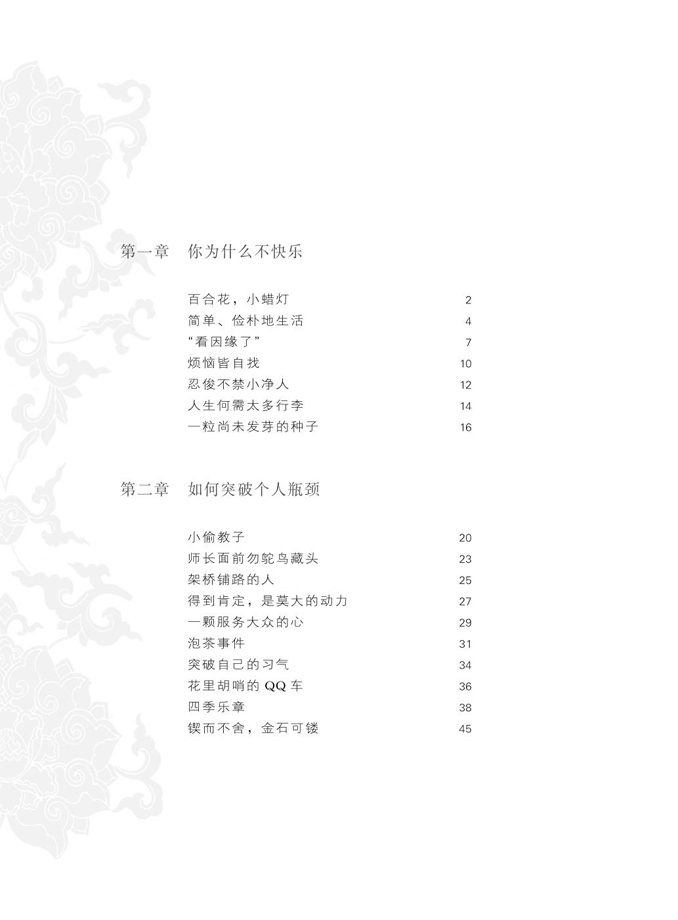 第一章 你为什么不快乐
百合花，小蜡灯 2
简单、俭朴地生活 4
“看因缘了” 7
烦恼皆自找 10
忍俊不禁小净人 12
人生何需太多行李 14
一粒尚未发芽的种子 16
第二章 如何突破个人瓶颈
小偷教子 20
师长面前勿鸵鸟藏头 23
架桥铺路的人 25
得到肯定，是莫大的动力 27
一颗服务大众的心 29
泡茶事件 31
突破自己的习气 34
花里胡哨的 QQ 车 36
四季乐章 38
锲而不舍，金石可镂 45